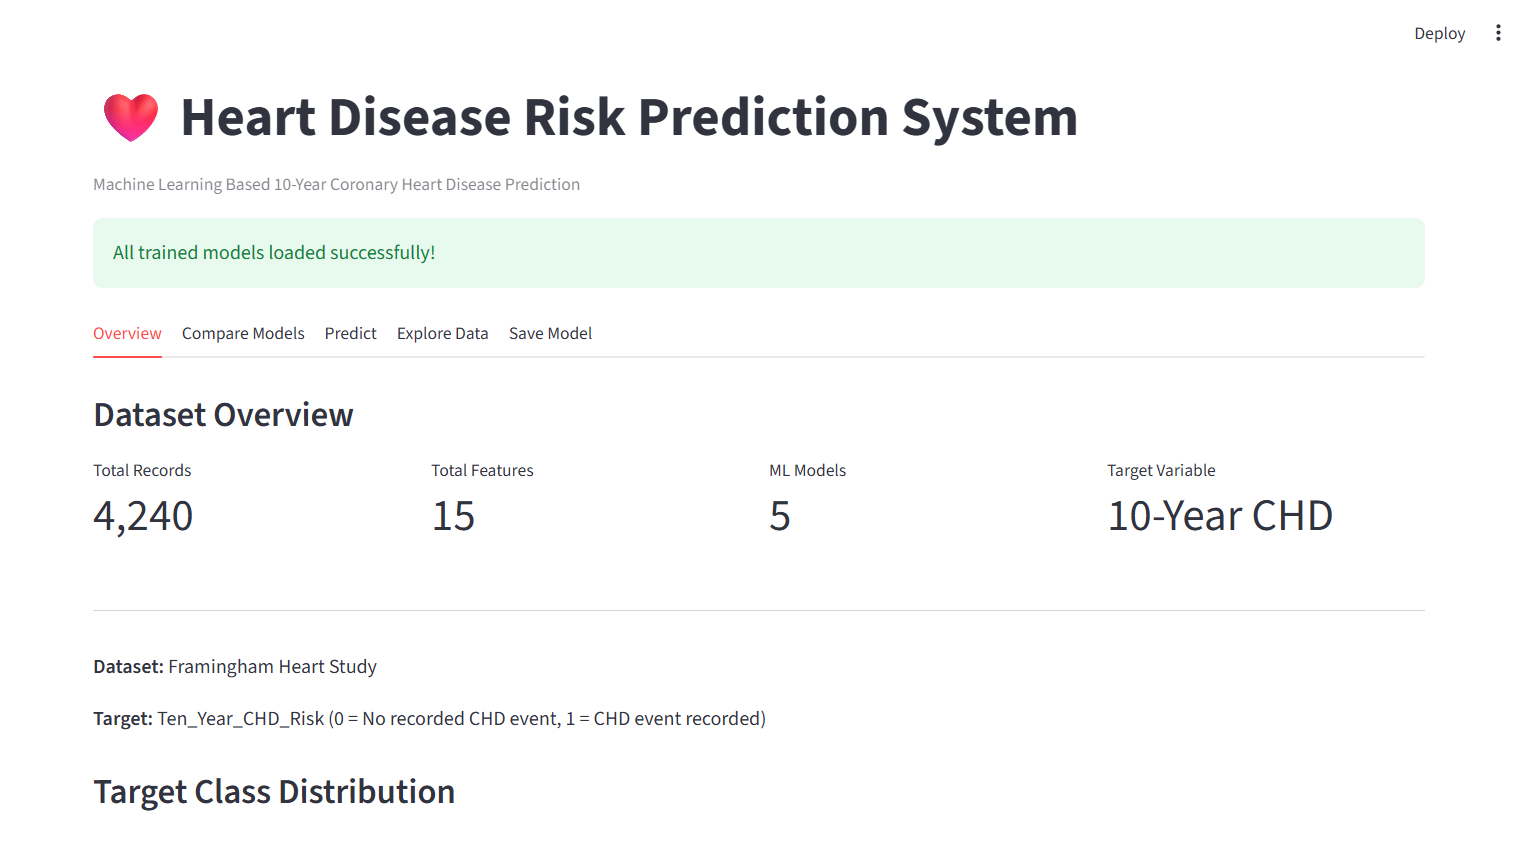 Deploy
Heart Disease Risk Prediction System
Machine Learning Based 10-Year Coronary Heart Disease Prediction
All trained models loaded successfully!
Overview Compare Models Predict Explore Data Save Model
Dataset Overview
Total Records Total Features ML Models Target Variable
4,240 15 5 10-Year CHD
Dataset: Framingham Heart Study
Target: Ten_Year_CHD_Risk (0 = No recorded CHD event, 1 = CHD event recorded)
Target Class Distribution